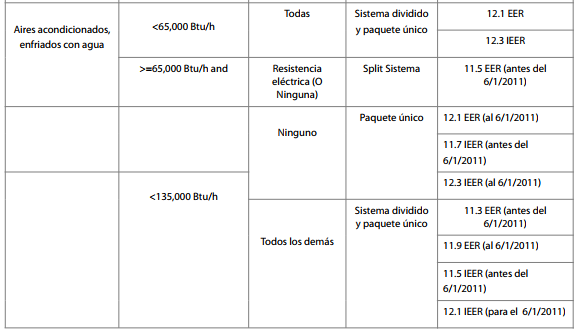 Aires acondicionados,
enfriados con agua
<65,000 Btu/h
Todas
Sistema dividido
y paquete único
12.1 EER
12.3 IEER
>=65,000 Btu/h and
Resistencia
eléctrica (O
Ninguna)
Split Sistema
11.5 EER (antes del
6/1/2011)
Ninguno
Paquete único
12.1 EER (al 6/1/2011)
11.7 IEER (antes del
6/1/2011)
12.3 IEER (al 6/1/2011)
<135,000 Btu/h
Todos los demás
Sistema dividido
y paquete único
11.3 EER (antes del
6/1/2011)
11.9 EER (al 6/1/2011)
11.5 IEER (antes del
6/1/2011)
12.1 IEER (para el 6/1/2011)